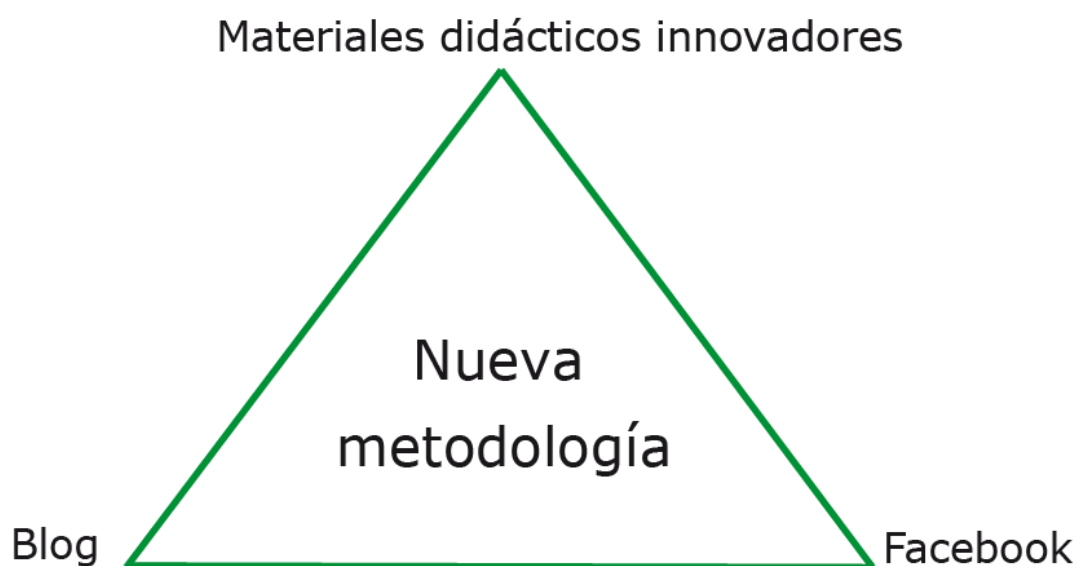 Materiales didácticos innovadores
Nueva
metodología
Blog
Facebook